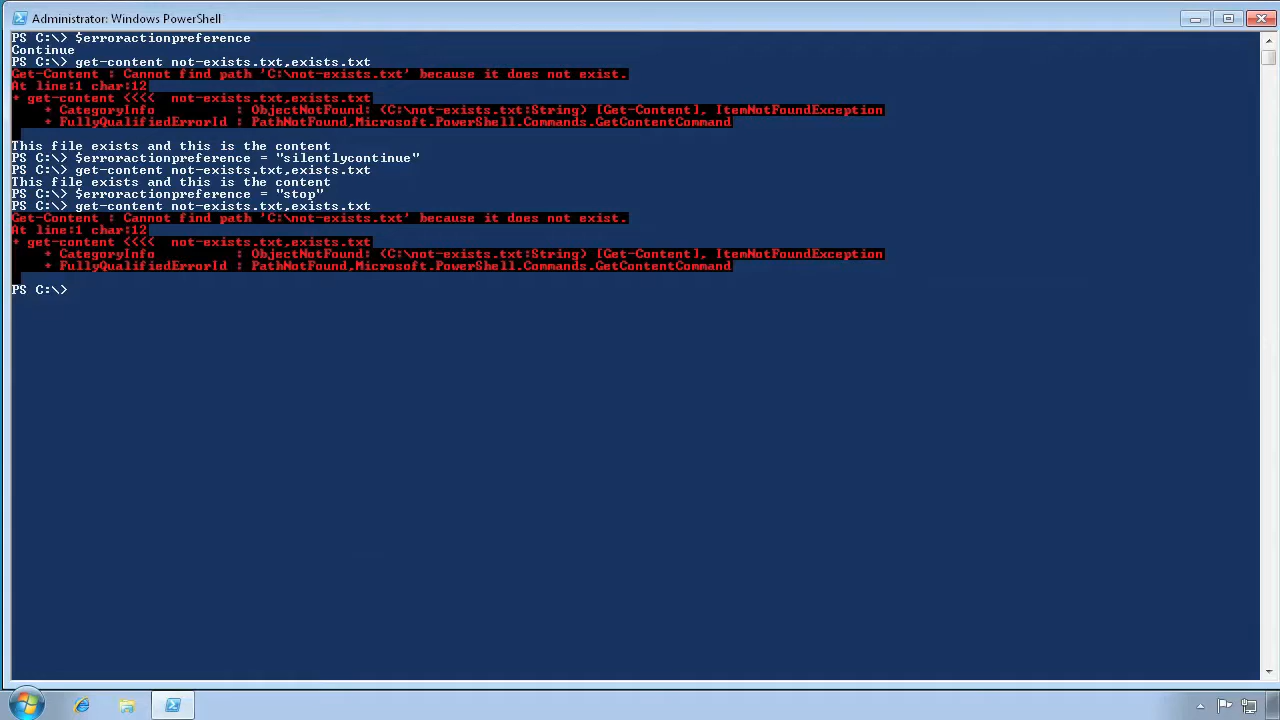 Administrator: Windows PowerShell
PS C:\> $erroractionpreference
Continue
PS C:\> get-content not-exists.txt,exists.txt
Get-Content : Cannot find path 'C:\not-exists.txt' because it does not exist.
At line:1 char:12
+ get-content <<<<  not-exists.txt,exists.txt
    + CategoryInfo          : ObjectNotFound: (C:\not-exists.txt:String) [Get-Content], ItemNotFoundException
    + FullyQualifiedErrorId : PathNotFound,Microsoft.PowerShell.Commands.GetContentCommand
This file exists and this is the content
PS C:\> $erroractionpreference = "silentlycontinue"
PS C:\> get-content not-exists.txt,exists.txt
This file exists and this is the content
PS C:\> $erroractionpreference = "stop"
PS C:\> get-content not-exists.txt,exists.txt
Get-Content : Cannot find path 'C:\not-exists.txt' because it does not exist.
At line:1 char:12
+ get-content <<<<  not-exists.txt,exists.txt
    + CategoryInfo          : ObjectNotFound: (C:\not-exists.txt:String) [Get-Content], ItemNotFoundException
    + FullyQualifiedErrorId : PathNotFound,Microsoft.PowerShell.Commands.GetContentCommand
PS C:\>